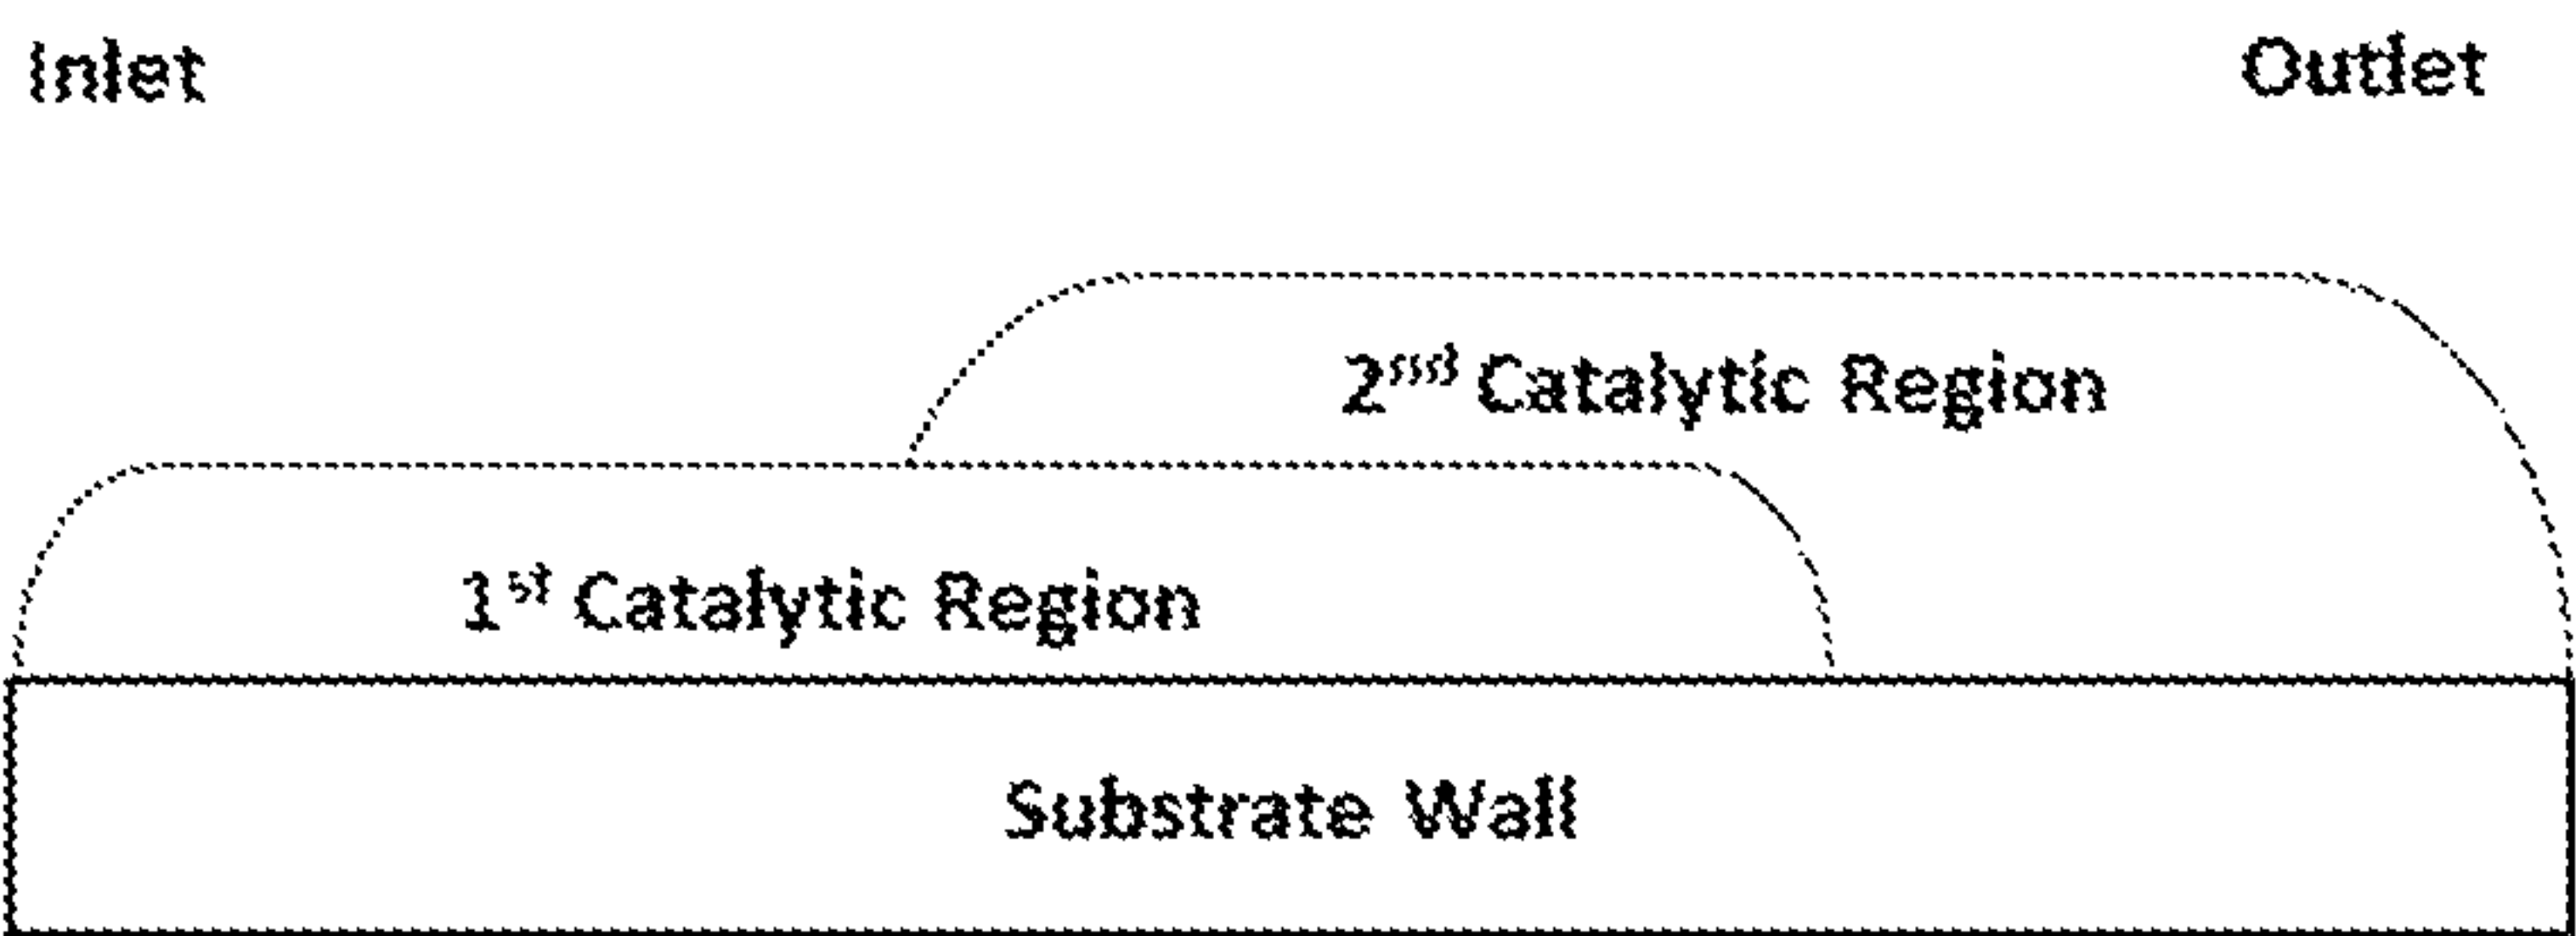 Inlet
Outlet
2nd Catalytic Region
1st Catalytic Region
Substrate Wall